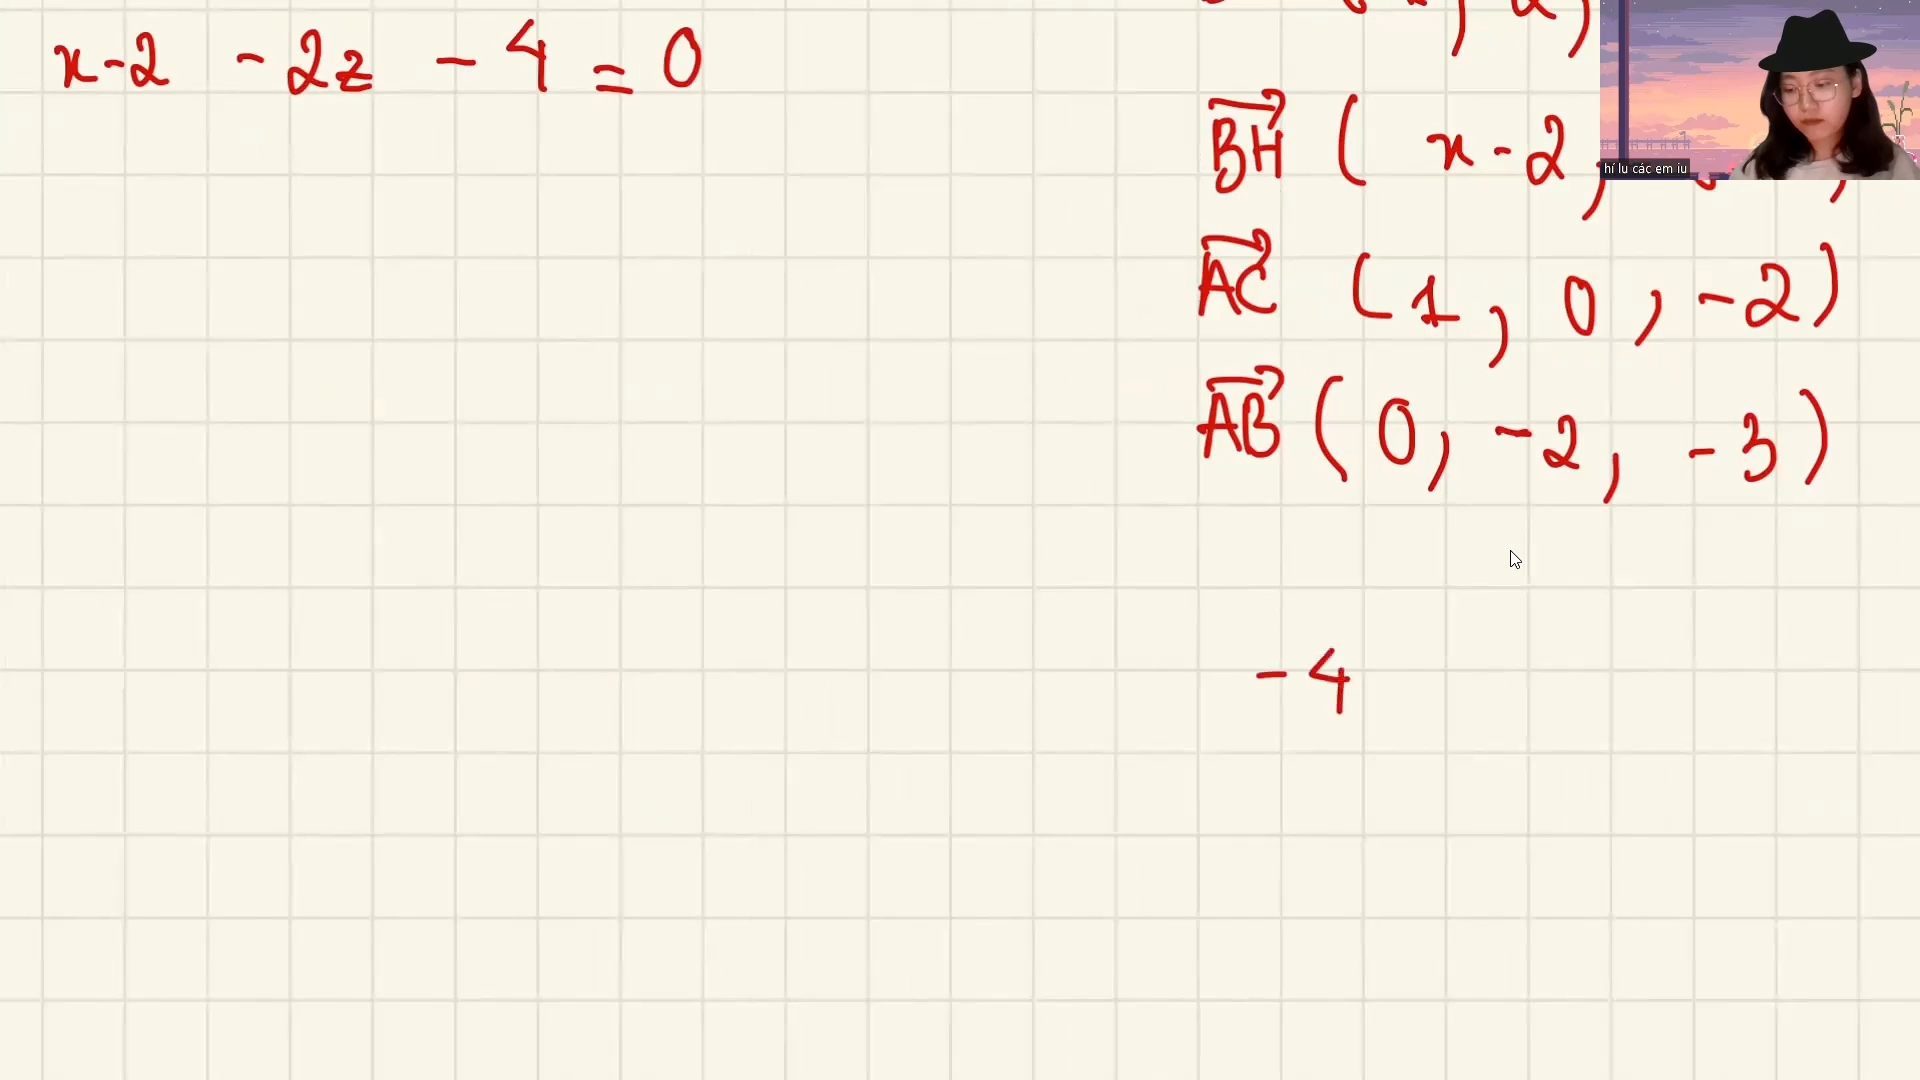 x-2 - 2z - 4 = 0
BH ( x-2,
hí lu các em iu
AC (1, 0, -2)
AB (0, -2, -3)
-4